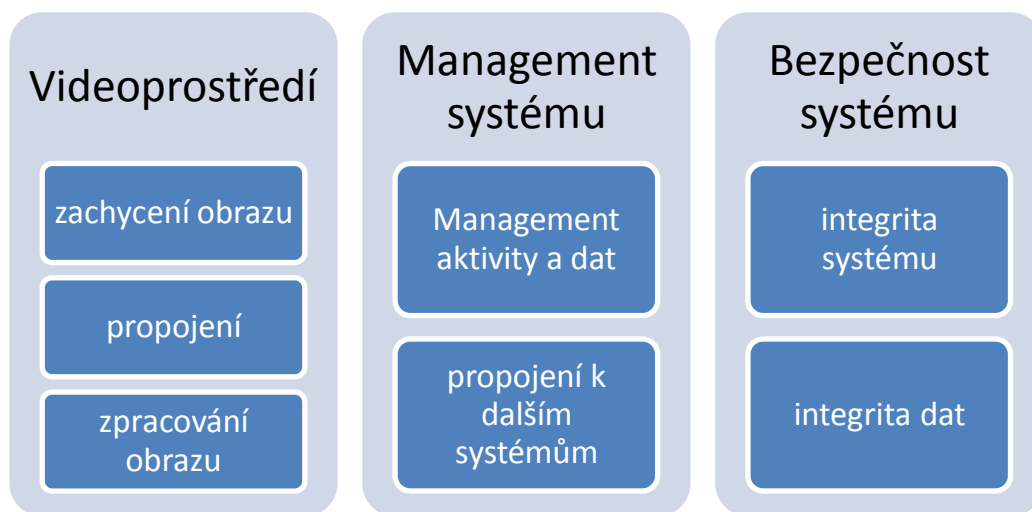 Videoprostředí
zachycení obrazu
propojení
zpracování
obrazu
Management
systému
Management
aktivity a dat
propojení k
dalším
systémům
Bezpečnost
systému
integrita
systému
integrita dat